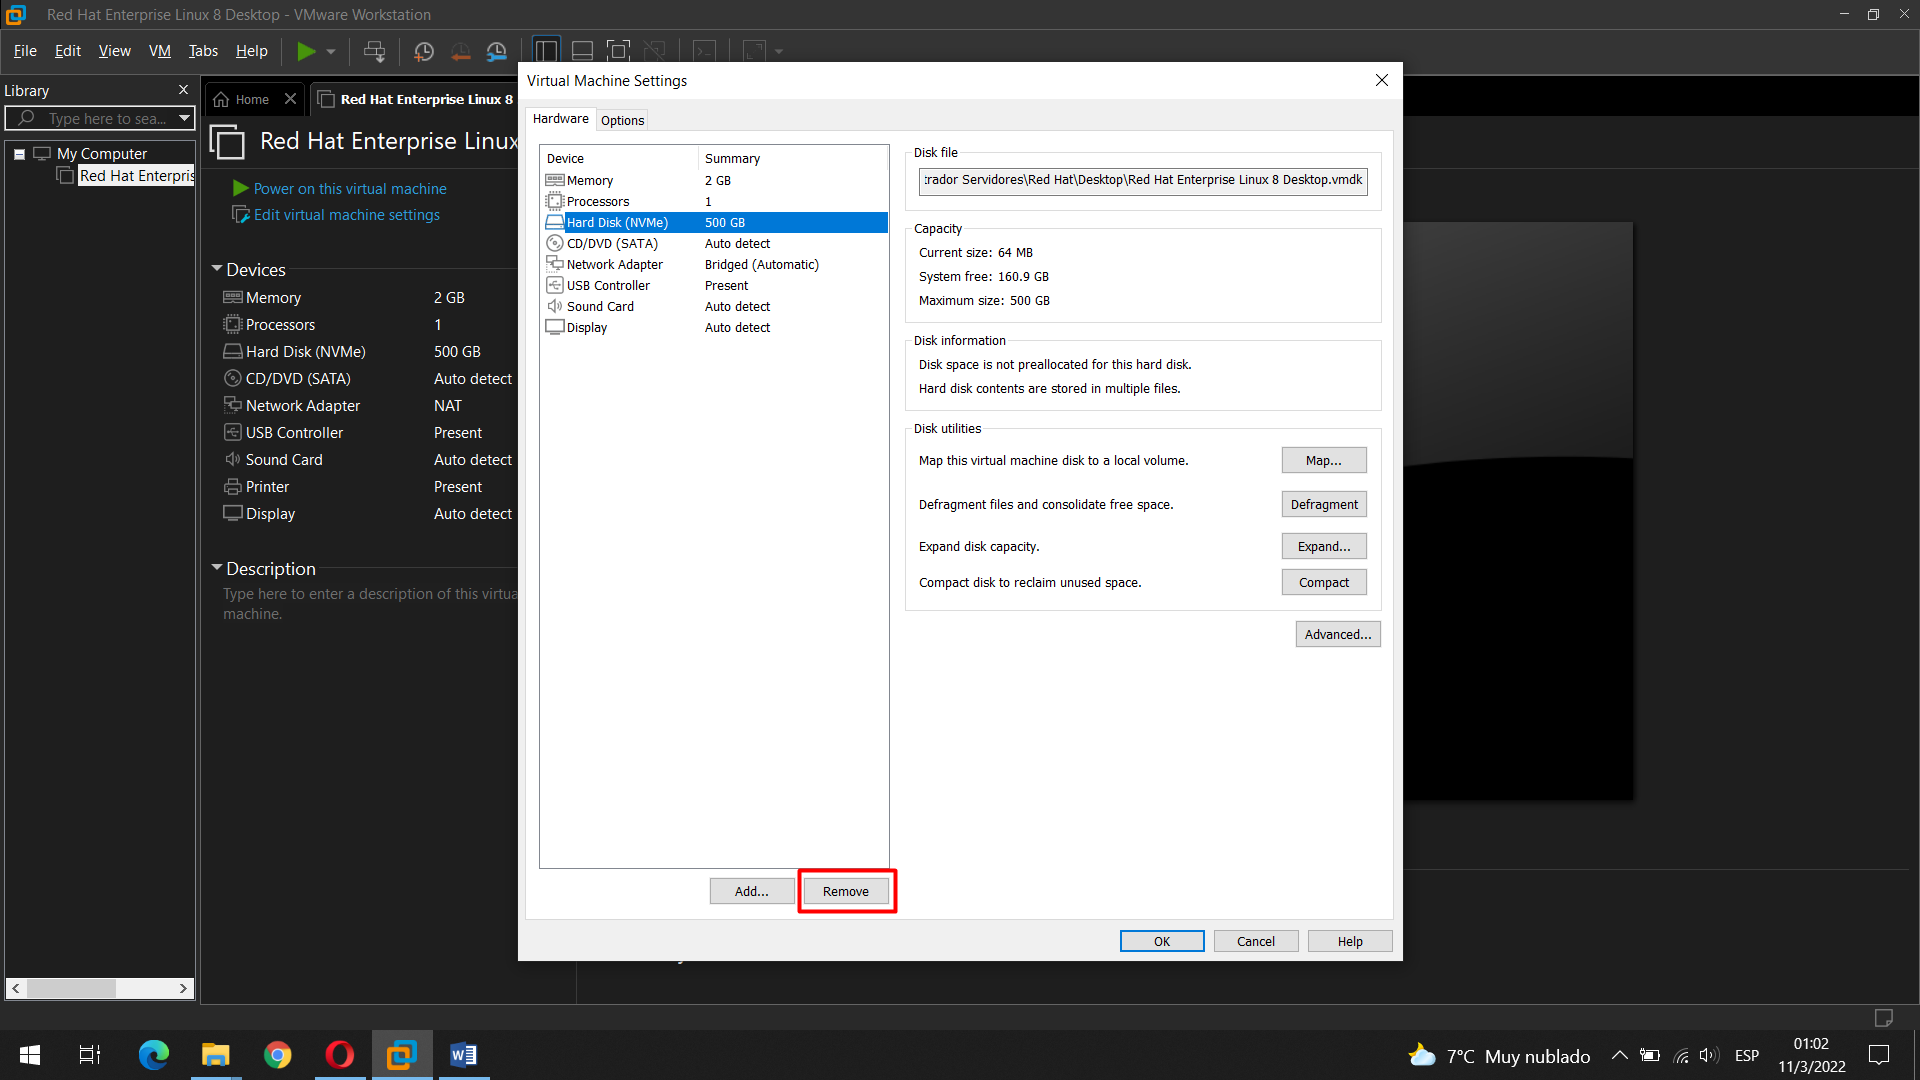 Red Hat Enterprise Linux 8 Desktop - VMware Workstation
File Edit View VM Tabs Help
Library
Type here to sea...
My Computer
Red Hat Enterpris
Home
Red Hat Enterprise Linux 8
Red Hat Enterprise Linux
Power on this virtual machine
Edit virtual machine settings
Devices
Memory 2 GB
Processors 1
Hard Disk (NVMe) 500 GB
CD/DVD (SATA) Auto detect
Network Adapter NAT
USB Controller Present
Sound Card Auto detect
Printer Present
Display Auto detect
Description
Type here to enter a description of this virtua
machine.
Virtual Machine Settings
Hardware Options
Device Summary
Memory 2 GB
Processors 1
Hard Disk (NVMe) 500 GB
CD/DVD (SATA) Auto detect
Network Adapter Bridged (Automatic)
USB Controller Present
Sound Card Auto detect
Display Auto detect
Add... Remove
Disk file
rador Servidores\Red Hat\Desktop\Red Hat Enterprise Linux 8 Desktop.vmdk
Capacity
Current size: 64 MB
System free: 160.9 GB
Maximum size: 500 GB
Disk information
Disk space is not preallocated for this hard disk.
Hard disk contents are stored in multiple files.
Disk utilities
Map this virtual machine disk to a local volume. Map...
Defragment files and consolidate free space. Defragment
Expand disk capacity. Expand...
Compact disk to reclaim unused space. Compact
Advanced...
OK Cancel Help
7°C Muy nublado
ESP
01:02
11/3/2022